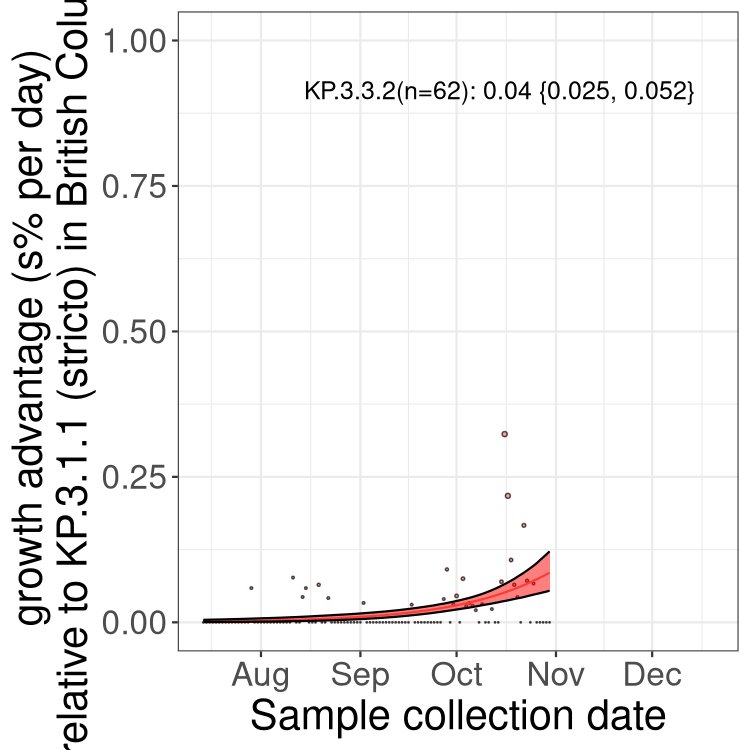 growth advantage (s% per day)
relative to KP.3.1.1 (stricto) in British Colu
1.00
0.75
0.50
0.25
0.00
KP.3.3.2(n=62): 0.04 {0.025, 0.052}
Aug Sep Oct Nov Dec
Sample collection date